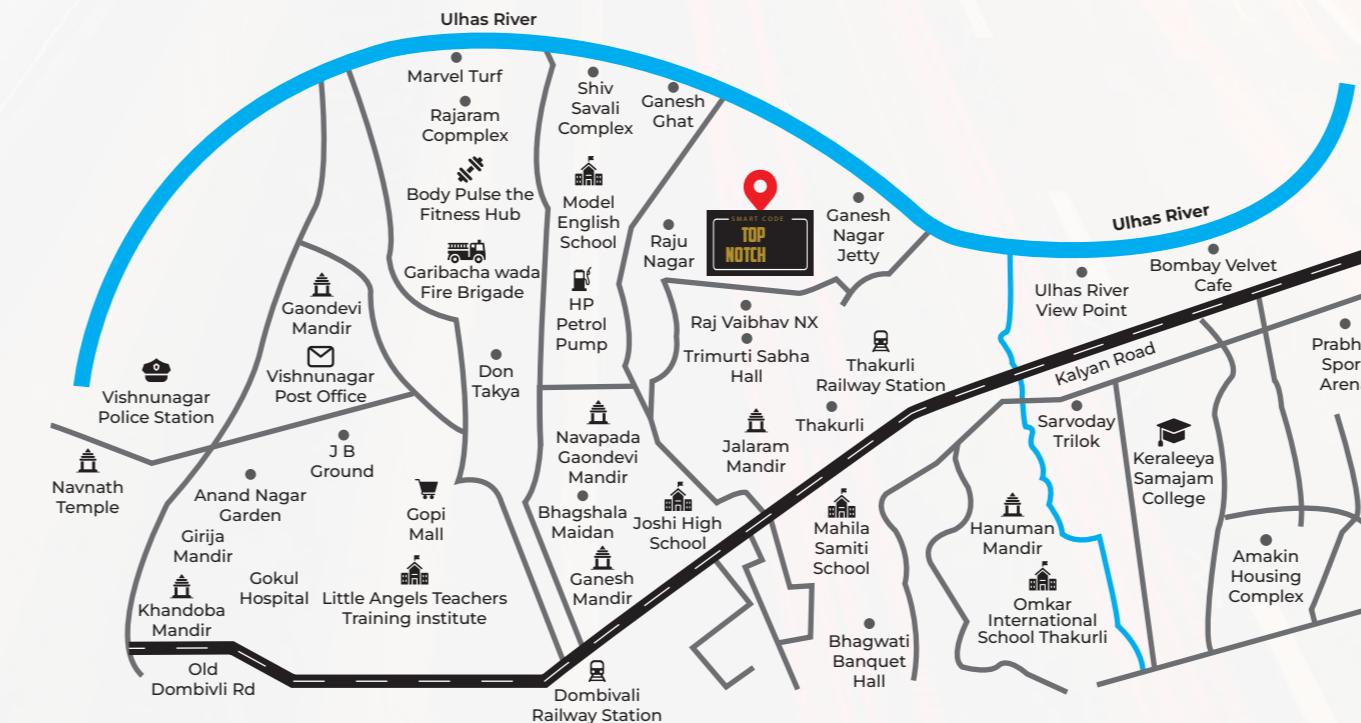 Ulhas River
Marvel Turf
Rajaram
Copmplex
Body Pulse the
Fitness Hub
Garibacha wada
Fire Brigade
Shiv
Savali
Complex
Ganesh
Ghat
Model
English
School
HP
Petrol
Pump
Raju
Nagar
SMART CODE
TOP
NOTCH
Ganesh
Nagar
Jetty
Ulhas River
Bombay Velvet
Cafe
Ulhas River
View Point
Gaondevi
Mandir
Vishnunagar
Post Office
Vishnunagar
Police Station
Don
Takya
Raj Vaibhav NX
Trimurti Sabha
Hall
Thakurli
Railway Station
Kalyan Road
Thakurli
Jalaram
Mandir
Sarvoday
Trilok
Keraleeya
Samajam
College
Navnath
Temple
J B
Ground
Anand Nagar
Garden
Girija
Mandir
Gokul
Hospital
Khandoba
Mandir
Gopi
Mall
Little Angels Teachers
Training institute
Navapada
Gaondevi
Mandir
Bhagshala
Maidan
Joshi High
School
Ganesh
Mandir
Mahila
Samiti
School
Hanuman
Mandir
Omkar
International
School Thakurli
Amakin
Housing
Complex
Bhagwati
Banquet
Hall
Old
Dombivli Rd
Dombivali
Railway Station